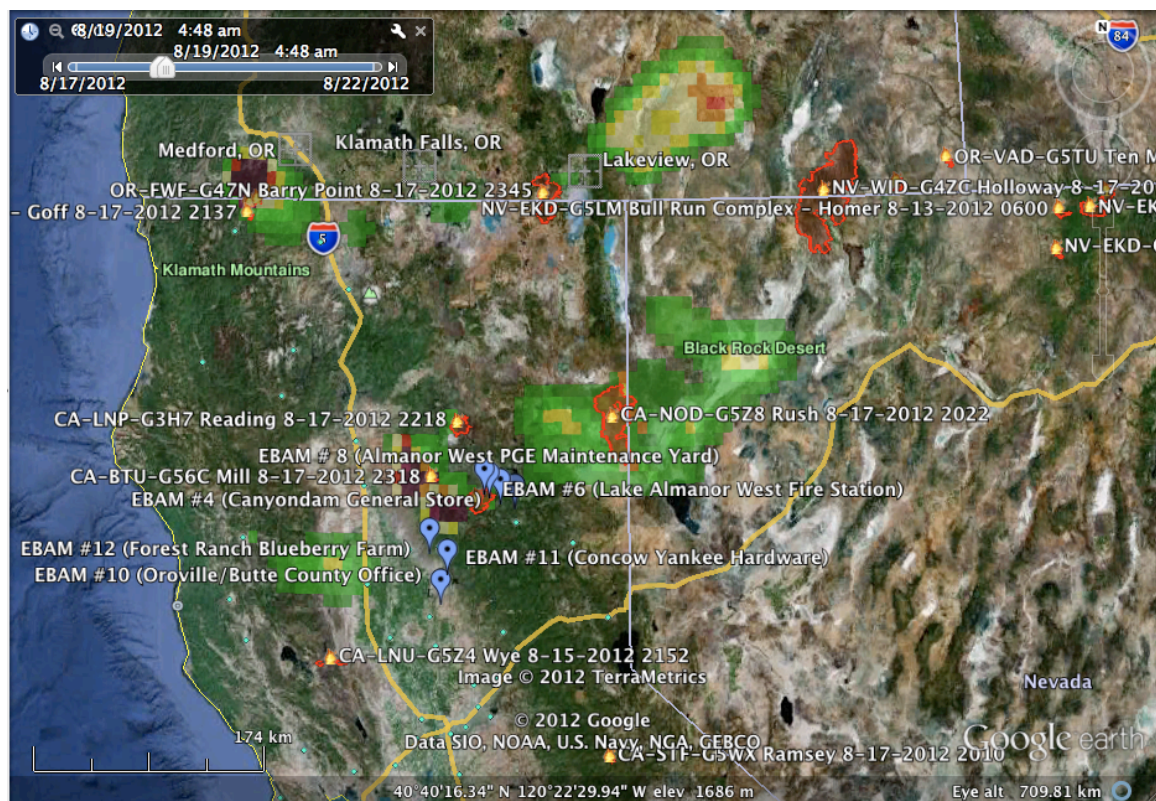 8/19/2012 4:48 am
8/19/2012 4:48 am
8/17/2012
8/22/2012
N
84
Medford, OR
Klamath Falls, OR
Lakeview, OR
OR-VAD-G5TU Ten M
OR-FWF-G47N Barry Point 8-17-2012 2345
NV-WID-G4ZC Holloway 8-17-20
- Goff 8-17-2012 2137
NV-EKD-G5LM Bull Run Complex - Homer 8-13-2012 0600
NV-EK
5
NV-EKD-G
Klamath Mountains
Black Rock Desert
CA-LNP-G3H7 Reading 8-17-2012 2218
CA-NOD-G5Z8 Rush 8-17-2012 2022
EBAM # 8 (Almanor West PGE Maintenance Yard)
CA-BTU-G56C Mill 8-17-2012 2318
EBAM #6 (Lake Almanor West Fire Station)
EBAM #4 (Canyondam General Store)
EBAM #12 (Forest Ranch Blueberry Farm)
EBAM #11 (Concow Yankee Hardware)
EBAM #10 (Oroville/Butte County Office)
CA-LNU-G5Z4 Wye 8-15-2012 2152
Image © 2012 TerraMetrics
Nevada
© 2012 Google
174 km
Data SIO, NOAA, U.S. Navy, NGA, GEBCO
Google earth
CA-STF-G5WX Ramsey 8-17-2012 2010
40°40'16.34" N 120°22'29.94" W elev 1686 m
Eye alt 709.81 km